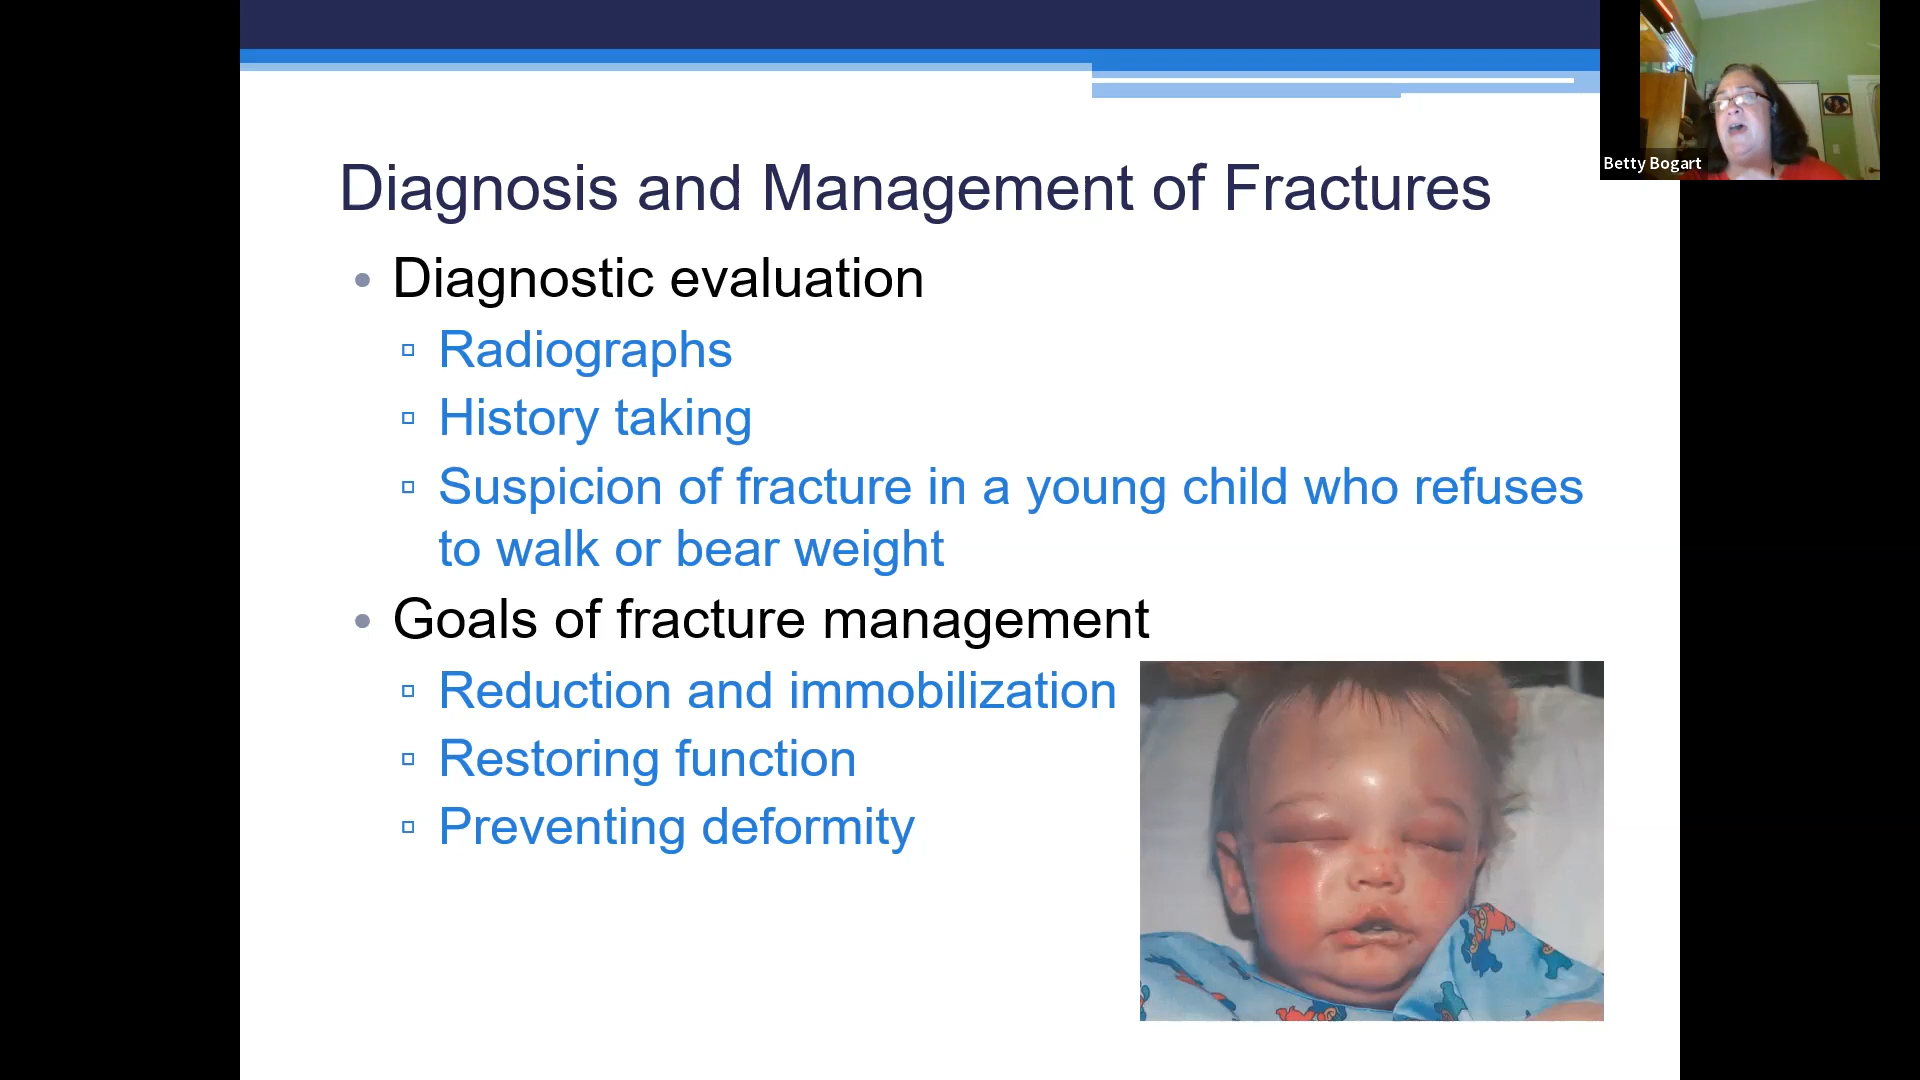 Betty Bogart
Diagnosis and Management of Fractures
• Diagnostic evaluation
▫ Radiographs
▫ History taking
▫ Suspicion of fracture in a young child who refuses
to walk or bear weight
• Goals of fracture management
▫ Reduction and immobilization
▫ Restoring function
▫ Preventing deformity